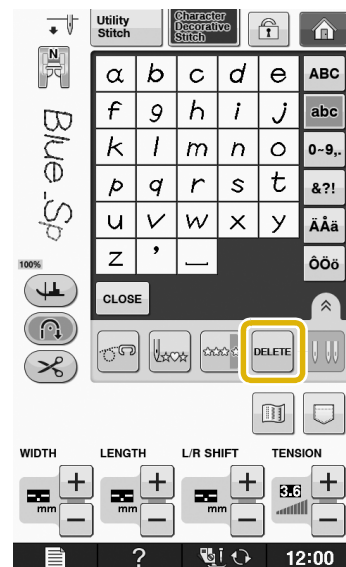 Utility Stitch
Character Decorative Stitch
N
a b c d e ABC
f g h i j abc
k l m n o 0~9,.
p q r s t &?!
u v w x y ÄÅä
z ’ _ ÔÖö
Blue_Sp
100%
CLOSE
DELETE
WIDTH LENGTH L/R SHIFT TENSION
+ + + +
3.6
mm mm mm
− − − −
? i 12:00